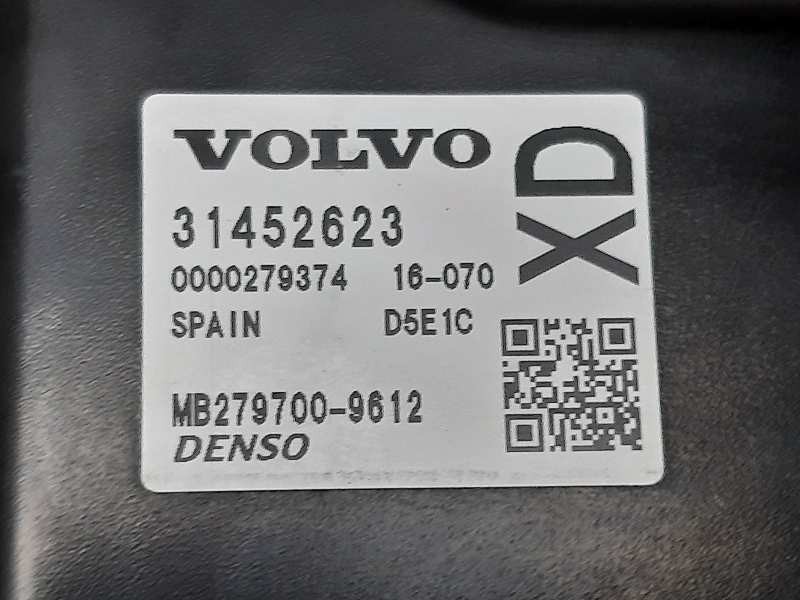 VOLVO
XD
31452623
0000279374 16-070
SPAIN D5E1C
MB279700-9612
DENSO